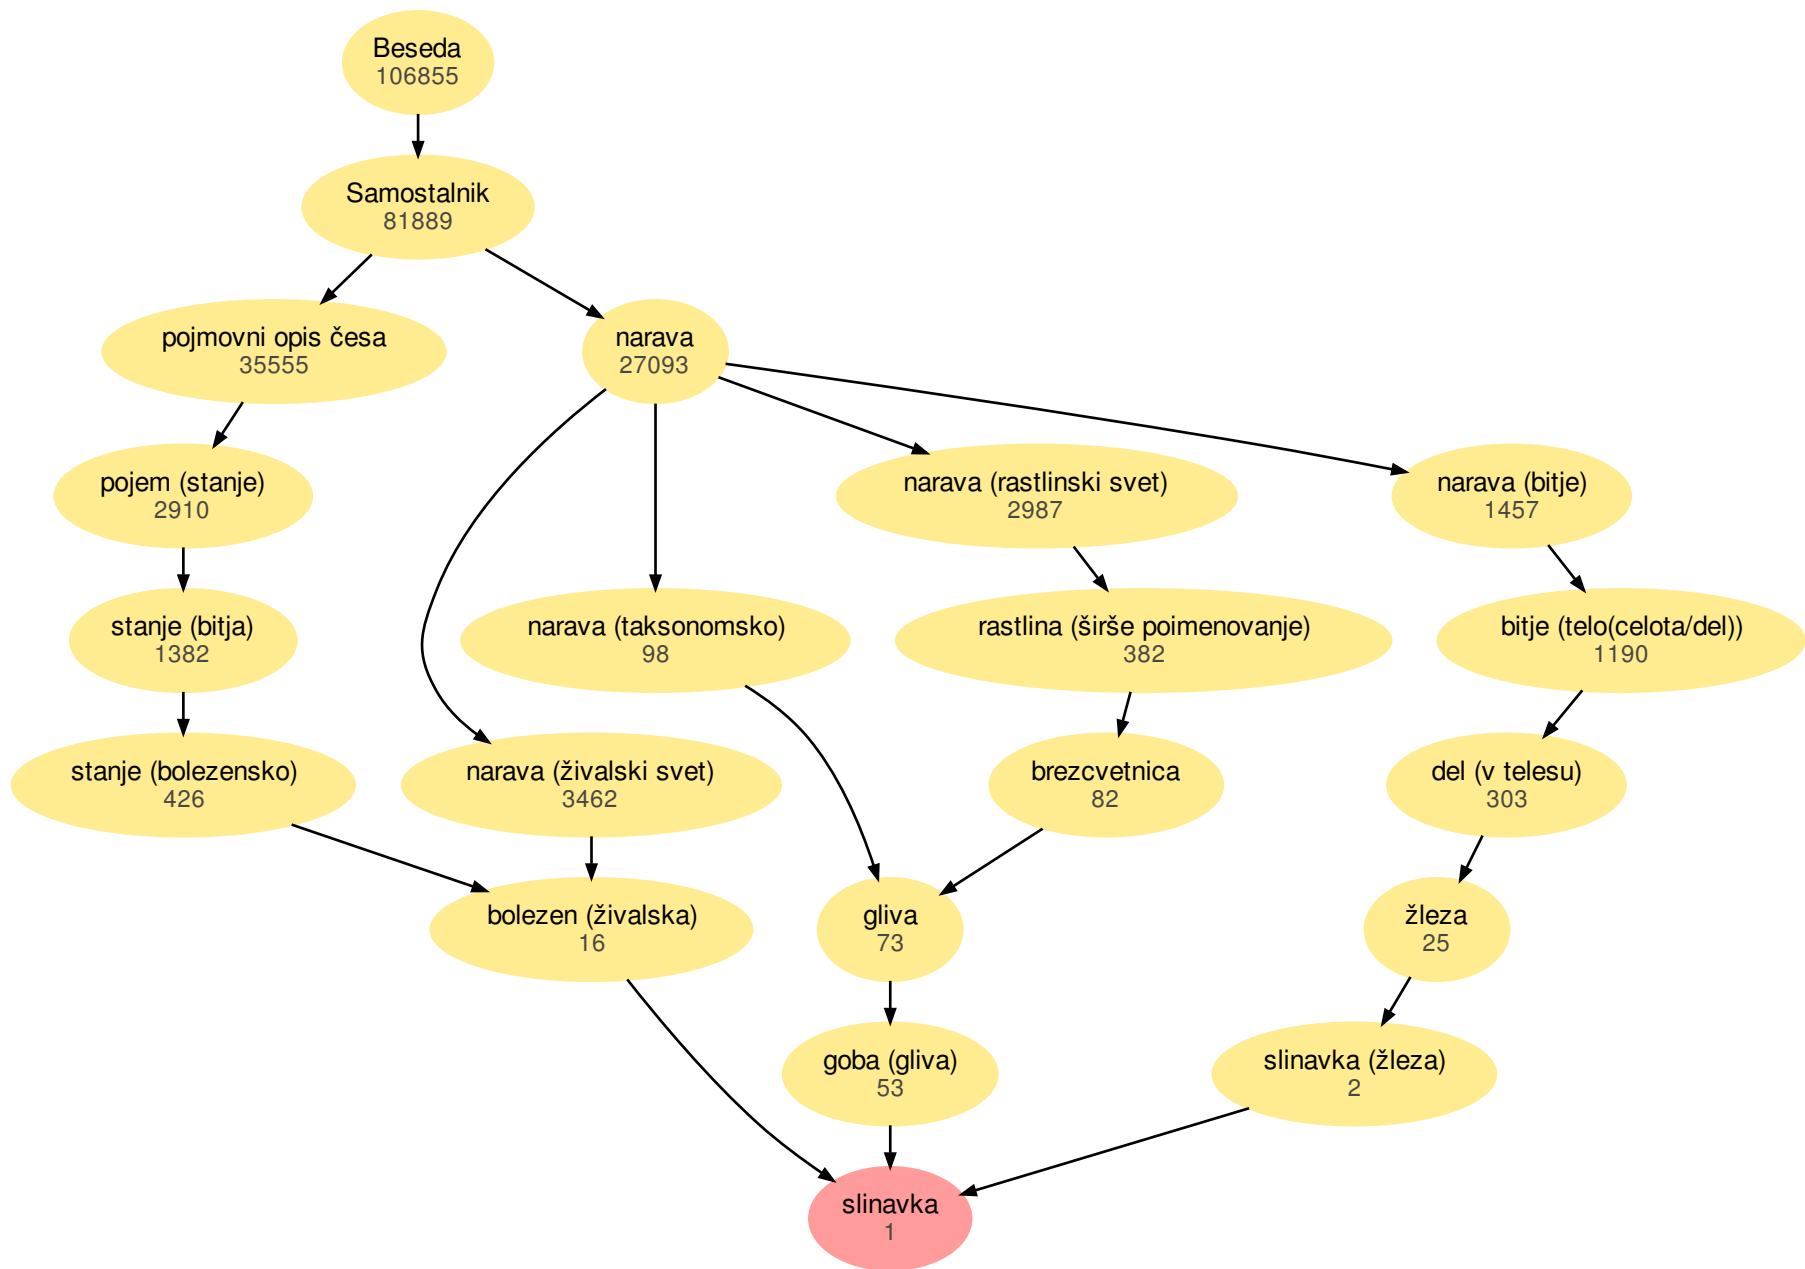 Beseda
106855
Samostalnik
81889
pojmovni opis česa
35555
narava
27093
pojem (stanje)
2910
narava (rastlinski svet)
2987
narava (bitje)
1457
stanje (bitja)
1382
narava (taksonomsko)
98
rastlina (širše poimenovanje)
382
bitje (telo(celota/del))
1190
stanje (bolezensko)
426
narava (živalski svet)
3462
brezcvetnica
82
del (v telesu)
303
bolezen (živalska)
16
gliva
73
žleza
25
goba (gliva)
53
slinavka (žleza)
2
slinavka
1